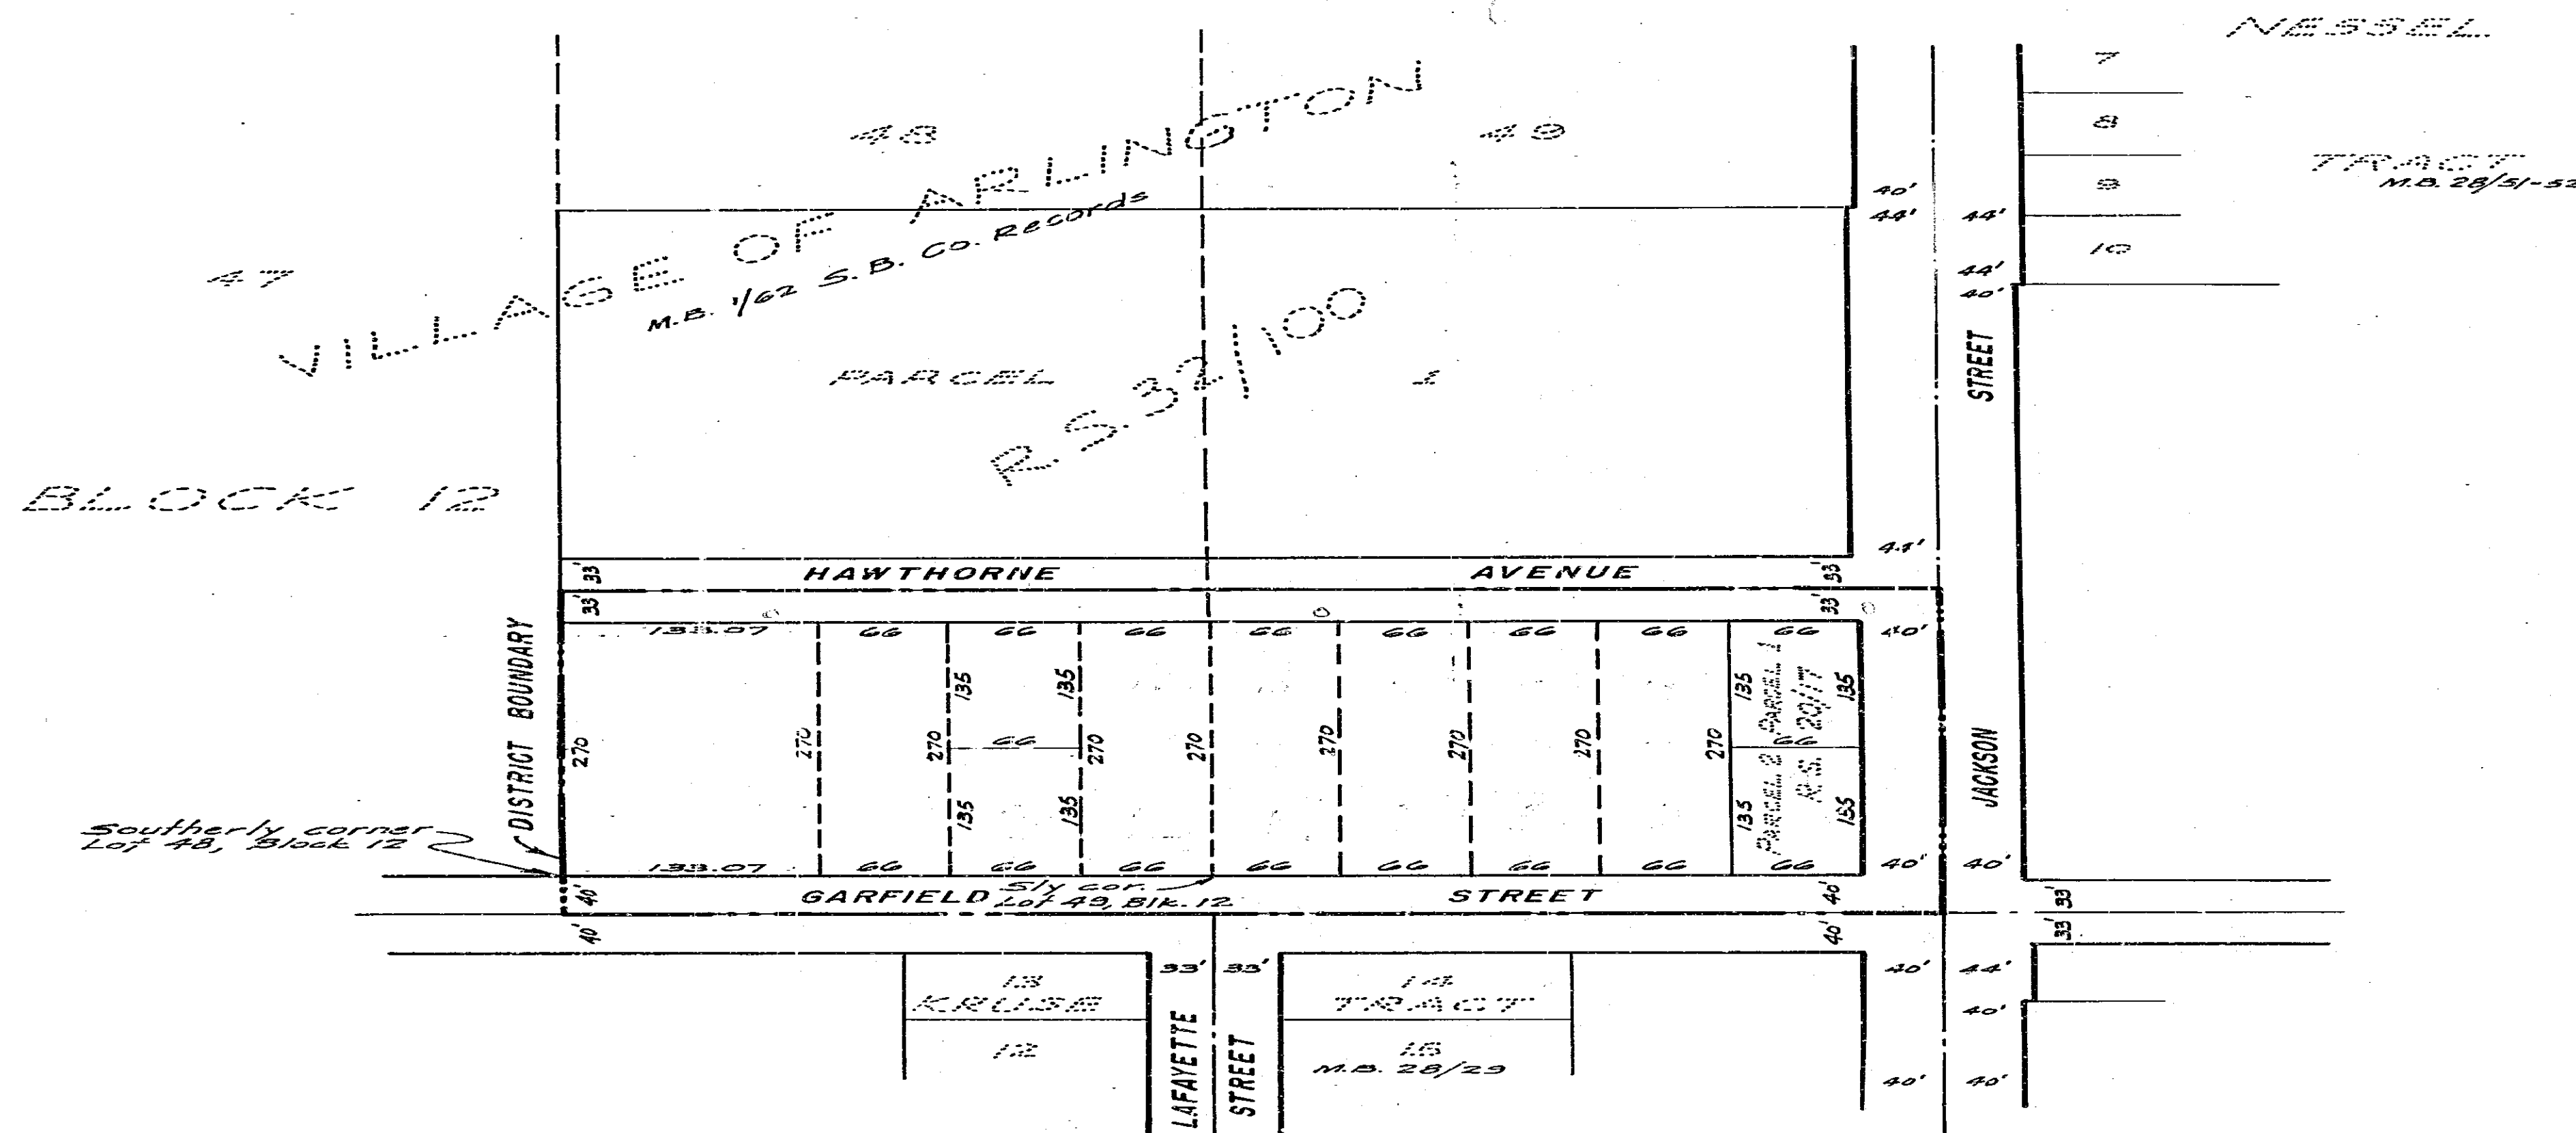 NESSEL
7
8
TRACT
M.B. 28/51-52
9
10
48
49
47
VILLAGE OF ARLINGTON
M.B. 1/62 S.B. Co. Records
40'
44'
44'
44'
40'
PARCEL 1
R.S. 32/100
STREET
BLOCK 12
44'
33'
HAWTHORNE AVENUE
33'
33'
33'
133.07 66 66 66 66 66 66 66 66
40'
DISTRICT BOUNDARY
135
135
135
PARCEL 1
R.S. 20/17
135
270
270
270
66
270
270
270
270
270
270
66
JACKSON
135
135
135
PARCEL 2
135
Southerly corner
Lot 48, Block 12
133.07 66 66 66 66 66 66 66 66
40'
40'
40'
GARFIELD STREET
Sly cor.
Lot 49, Blk. 12
40'
33'
40'
40'
33'
33'
33'
40'
44'
13
KRUSE
14
TRACT
40'
12
LAFAYETTE
STREET
15
M.B. 28/29
40'
40'